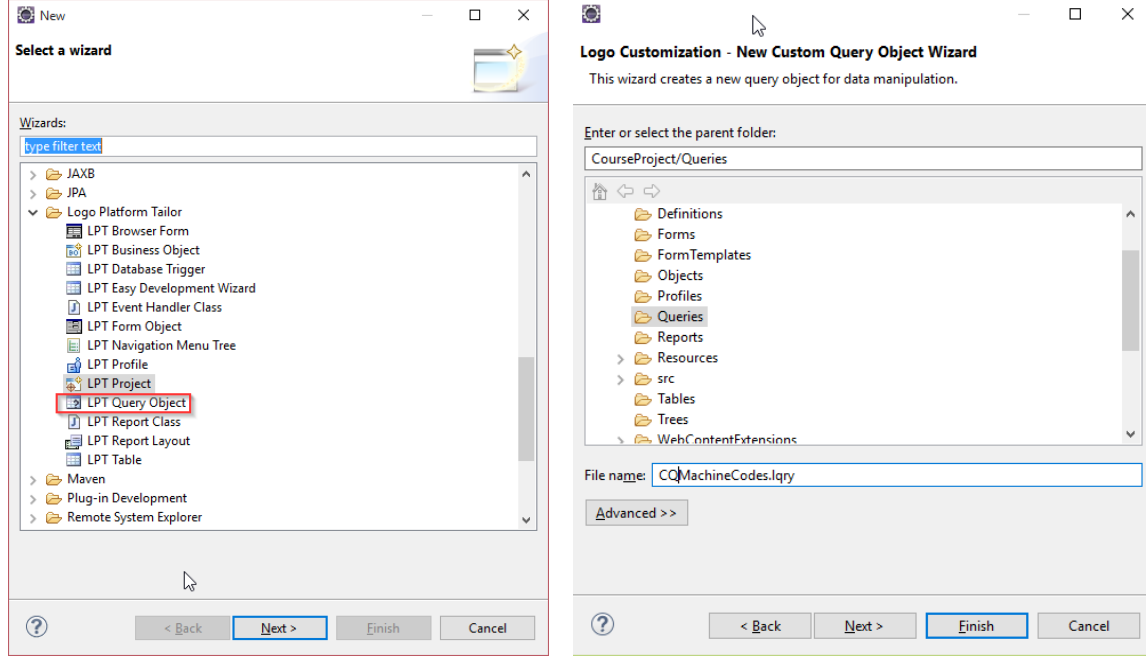 New
Select a wizard
Wizards:
type filter text
JAXB
JPA
Logo Platform Tailor
LPT Browser Form
LPT Business Object
LPT Database Trigger
LPT Easy Development Wizard
LPT Event Handler Class
LPT Form Object
LPT Navigation Menu Tree
LPT Profile
LPT Project
LPT Query Object
LPT Report Class
LPT Report Layout
LPT Table
Maven
Plug-in Development
Remote System Explorer
< Back
Next >
Finish
Cancel
Logo Customization - New Custom Query Object Wizard
This wizard creates a new query object for data manipulation.
Enter or select the parent folder:
CourseProject/Queries
Definitions
Forms
FormTemplates
Objects
Profiles
Queries
Reports
Resources
src
Tables
Trees
WebContentExtensions
File name: CQMachineCodes.lqry
Advanced >>
< Back
Next >
Finish
Cancel